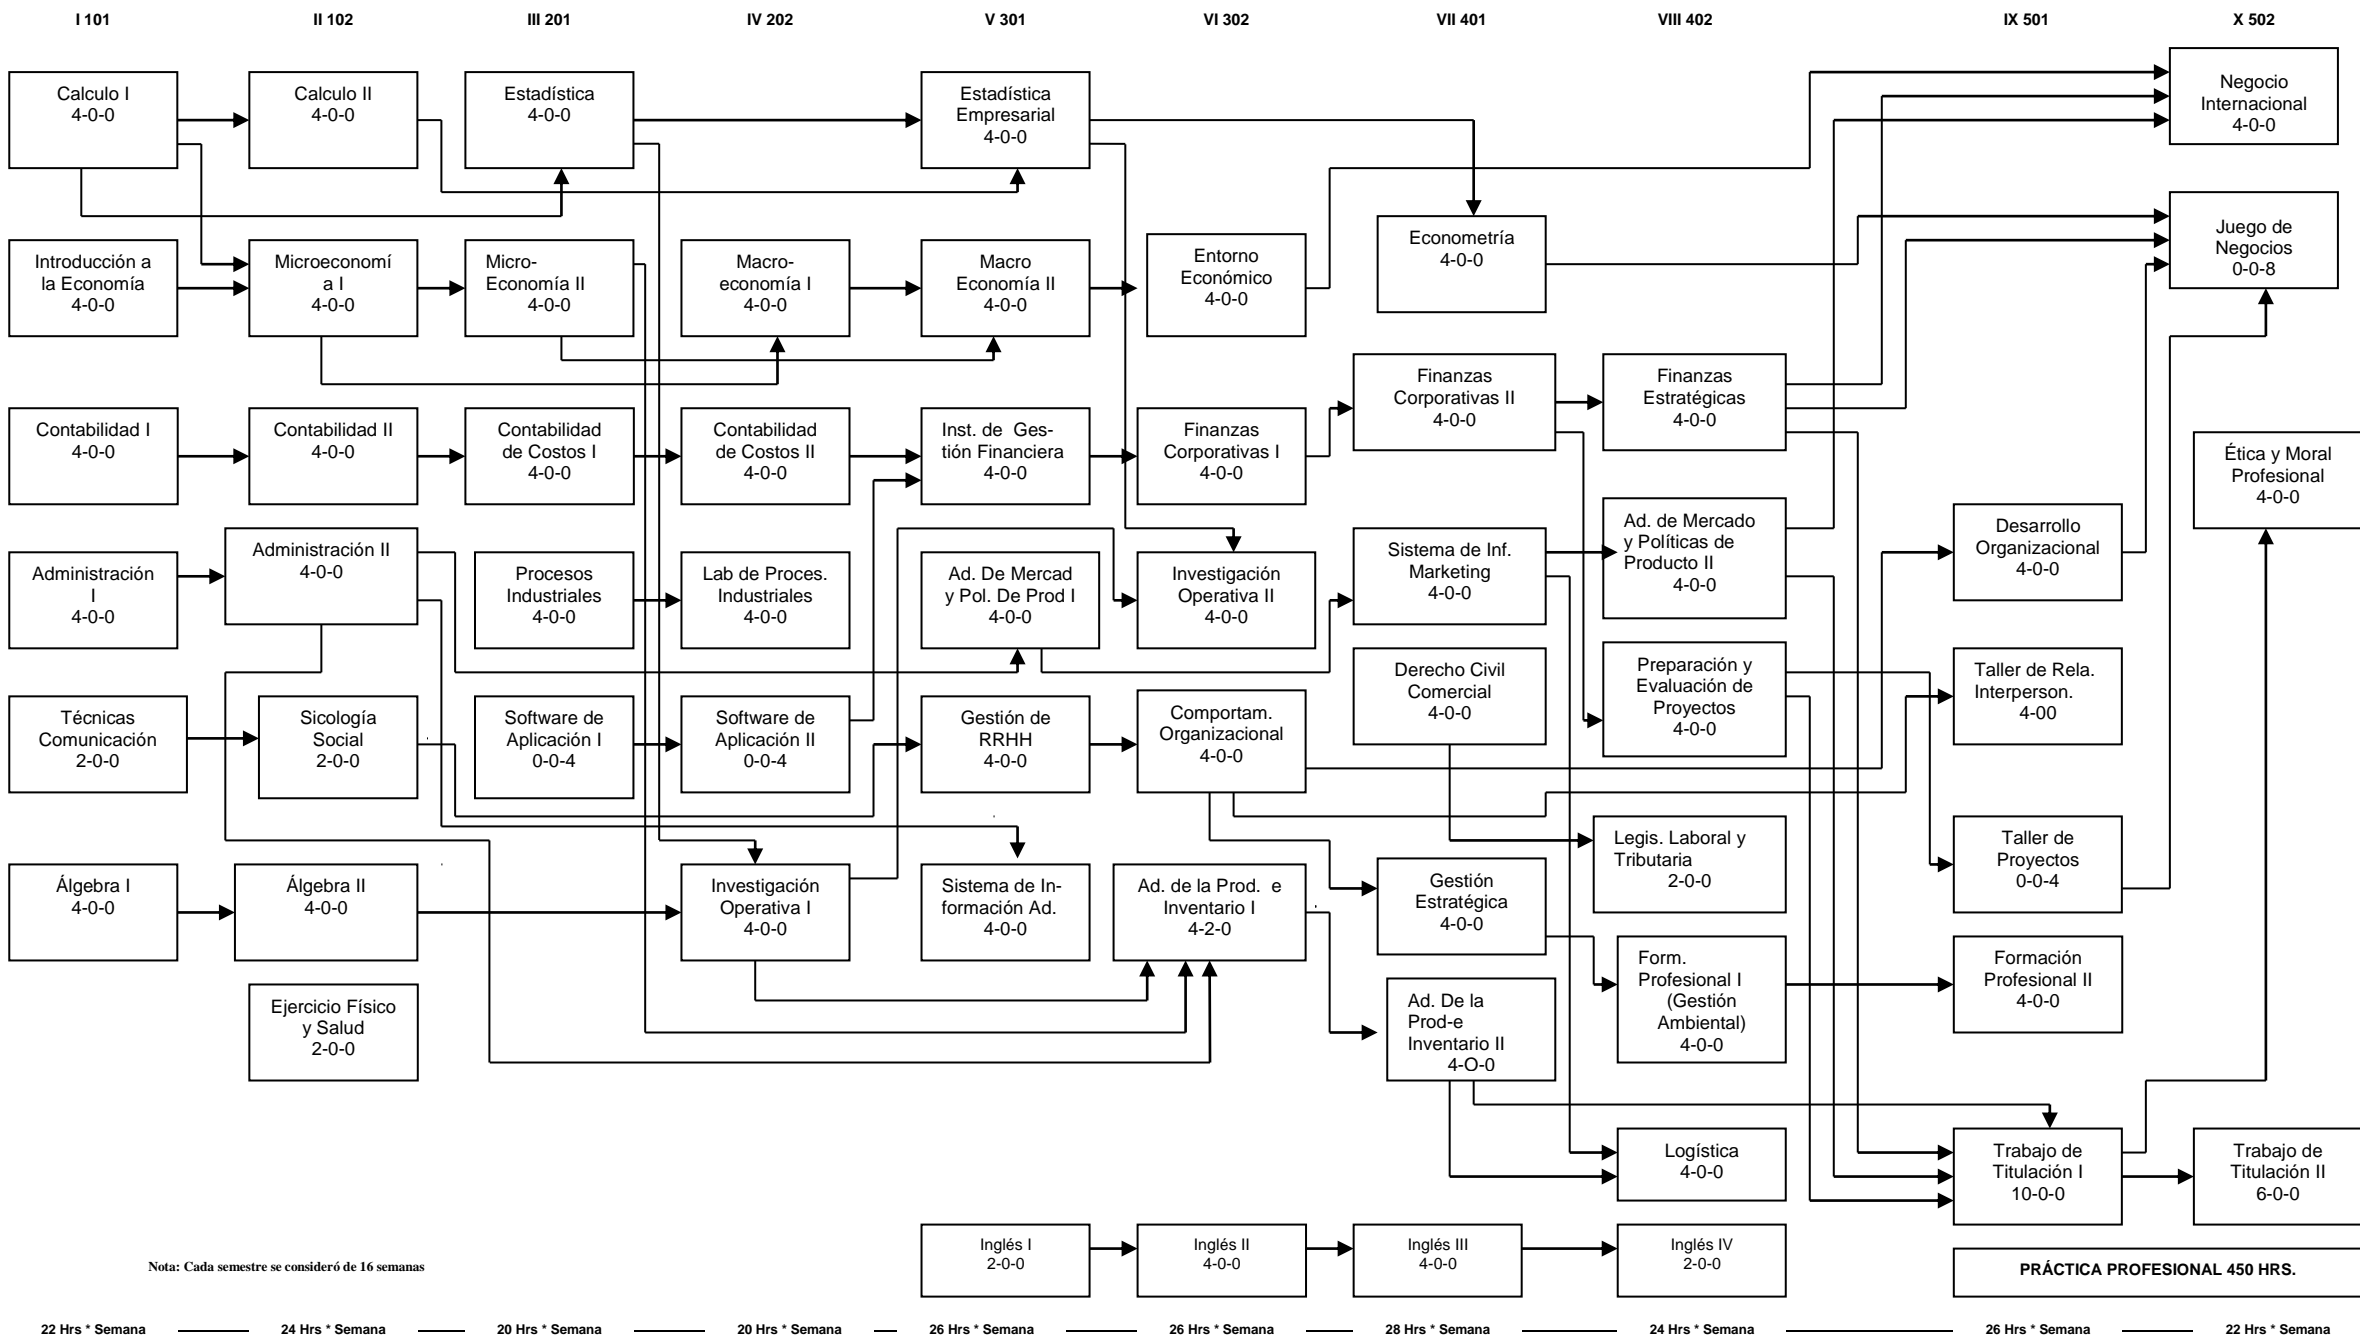 I 101
II 102
III 201
IV 202
V 301
VI 302
VII 401
VIII 402
IX 501
X 502
Calculo I
4-0-0
Calculo II
4-0-0
Estadística
4-0-0
Estadística
Empresarial
4-0-0
Negocio
Internacional
4-0-0
Introducción a
la Economía
4-0-0
Microeconomí
a I
4-0-0
Micro-
Economía II
4-0-0
Macro-
economía I
4-0-0
Macro
Economía II
4-0-0
Entorno
Económico
4-0-0
Econometría
4-0-0
Juego de
Negocios
0-0-8
Contabilidad I
4-0-0
Contabilidad II
4-0-0
Contabilidad
de Costos I
4-0-0
Contabilidad
de Costos II
4-0-0
Inst. de Ges-
tión Financiera
4-0-0
Finanzas
Corporativas I
4-0-0
Finanzas
Corporativas II
4-0-0
Finanzas
Estratégicas
4-0-0
Ética y Moral
Profesional
4-0-0
Administración
I
4-0-0
Administración II
4-0-0
Procesos
Industriales
4-0-0
Lab de Proces.
Industriales
4-0-0
Ad. De Mercad
y Pol. De Prod I
4-0-0
Investigación
Operativa II
4-0-0
Sistema de Inf.
Marketing
4-0-0
Ad. de Mercado
y Políticas de
Producto II
4-0-0
Desarrollo
Organizacional
4-0-0
Técnicas
Comunicación
2-0-0
Sicología
Social
2-0-0
Software de
Aplicación I
0-0-4
Software de
Aplicación II
0-0-4
Gestión de
RRHH
4-0-0
Comportam.
Organizacional
4-0-0
Derecho Civil
Comercial
4-0-0
Preparación y
Evaluación de
Proyectos
4-0-0
Taller de Rela.
Interperson.
4-00
Álgebra I
4-0-0
Álgebra II
4-0-0
Investigación
Operativa I
4-0-0
Sistema de In-
formación Ad.
4-0-0
Ad. de la Prod. e
Inventario I
4-2-0
Gestión
Estratégica
4-0-0
Legis. Laboral y
Tributaria
2-0-0
Taller de
Proyectos
0-0-4
Ejercicio Físico
y Salud
2-0-0
Ad. De la
Prod-e
Inventario II
4-O-0
Form.
Profesional I
(Gestión
Ambiental)
4-0-0
Formación
Profesional II
4-0-0
Logística
4-0-0
Trabajo de
Titulación I
10-0-0
Trabajo de
Titulación II
6-0-0
Inglés I
2-0-0
Inglés II
4-0-0
Inglés III
4-0-0
Inglés IV
2-0-0
PRÁCTICA PROFESIONAL 450 HRS.
Nota: Cada semestre se consideró de 16 semanas
22 Hrs * Semana
24 Hrs * Semana
20 Hrs * Semana
20 Hrs * Semana
26 Hrs * Semana
26 Hrs * Semana
28 Hrs * Semana
24 Hrs * Semana
26 Hrs * Semana
22 Hrs * Semana